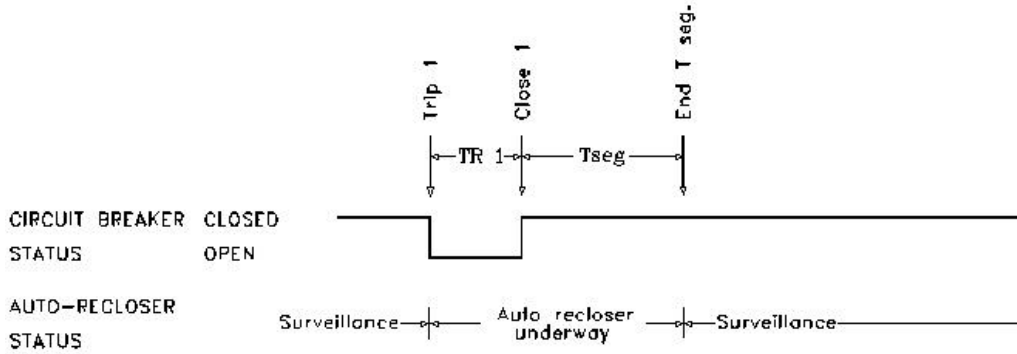 Trip 1
Close 1
End T seg.
TR 1
Tseg
CIRCUIT BREAKER CLOSED
STATUS OPEN
AUTO-RECLOSER
STATUS
Surveillance
Auto recloser
underway
Surveillance